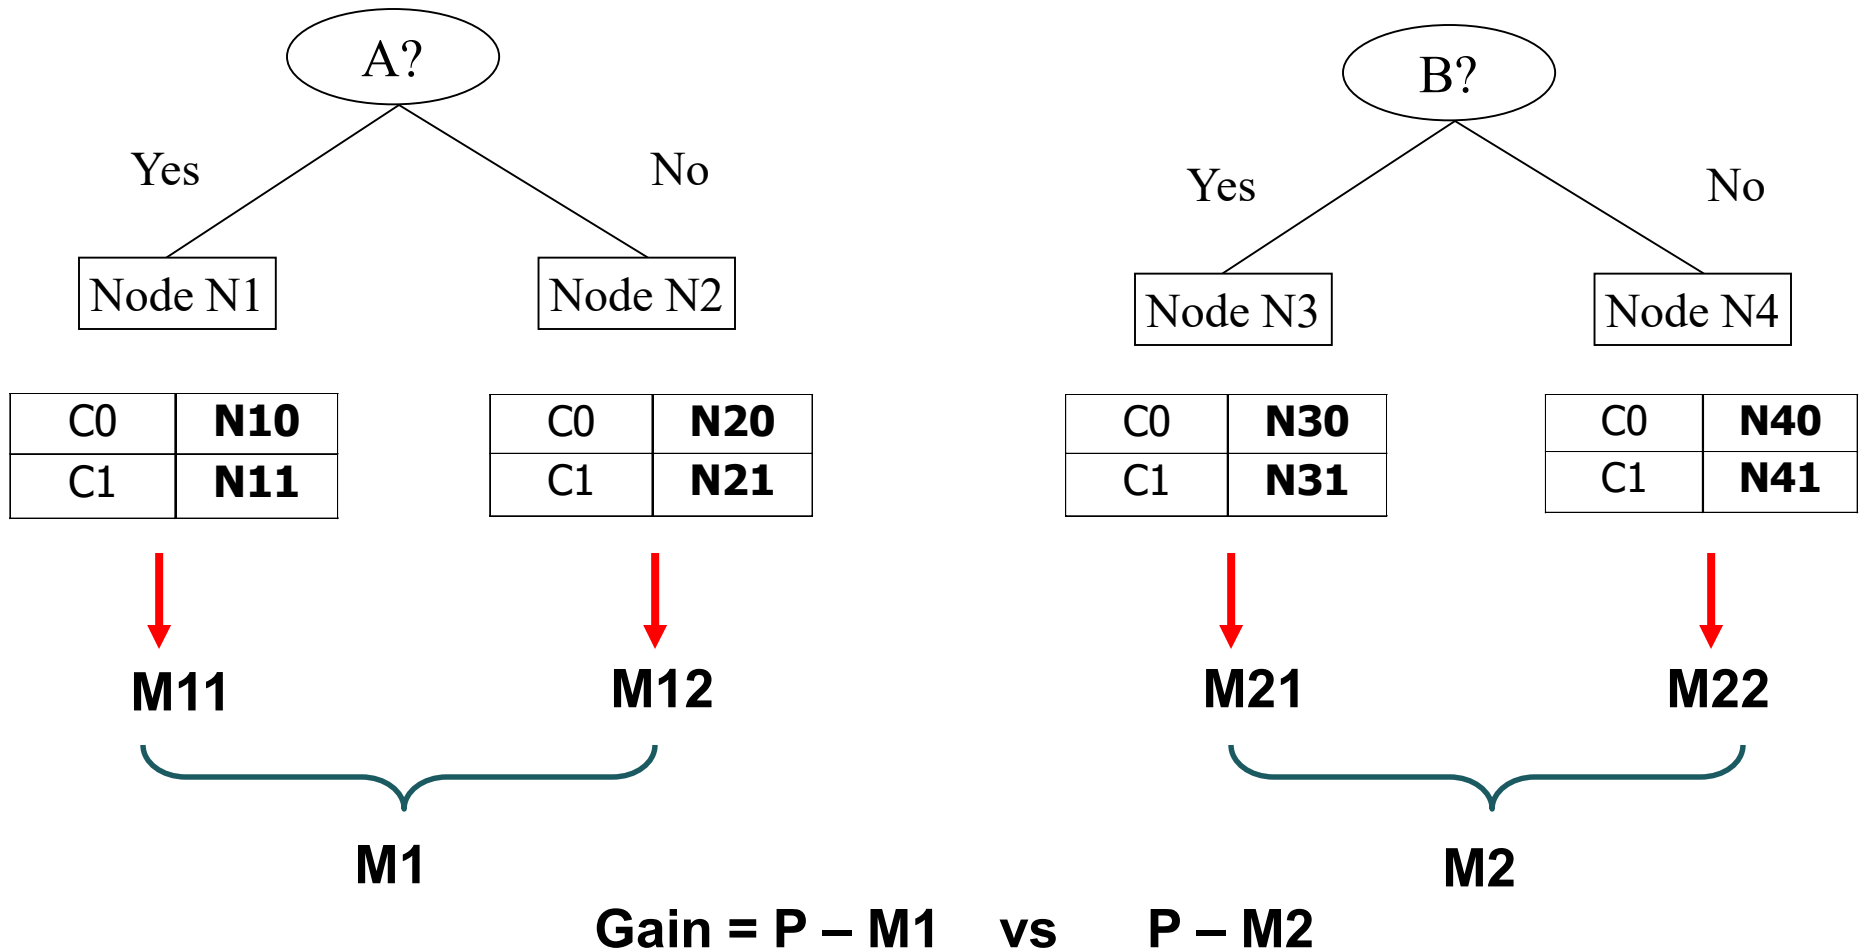 A? B?
Yes No Yes No
Node N1 Node N2 Node N3 Node N4
C0 N10 C0 N20 C0 N30 C0 N40
C1 N11 C1 N21 C1 N31 C1 N41
M11 M12 M21 M22
M1 M2
Gain = P – M1 vs P – M2